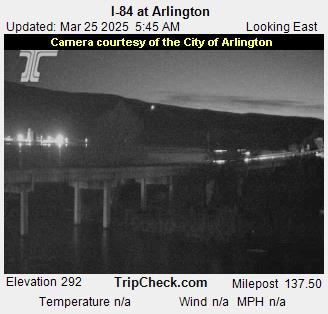 I-84 at Arlington
Updated: Mar 25 2025 5:45 AM Looking East
Camera courtesy of the City of Arlington
Elevation 292 TripCheck.com Milepost 137.50
Temperature n/a Wind n/a MPH n/a